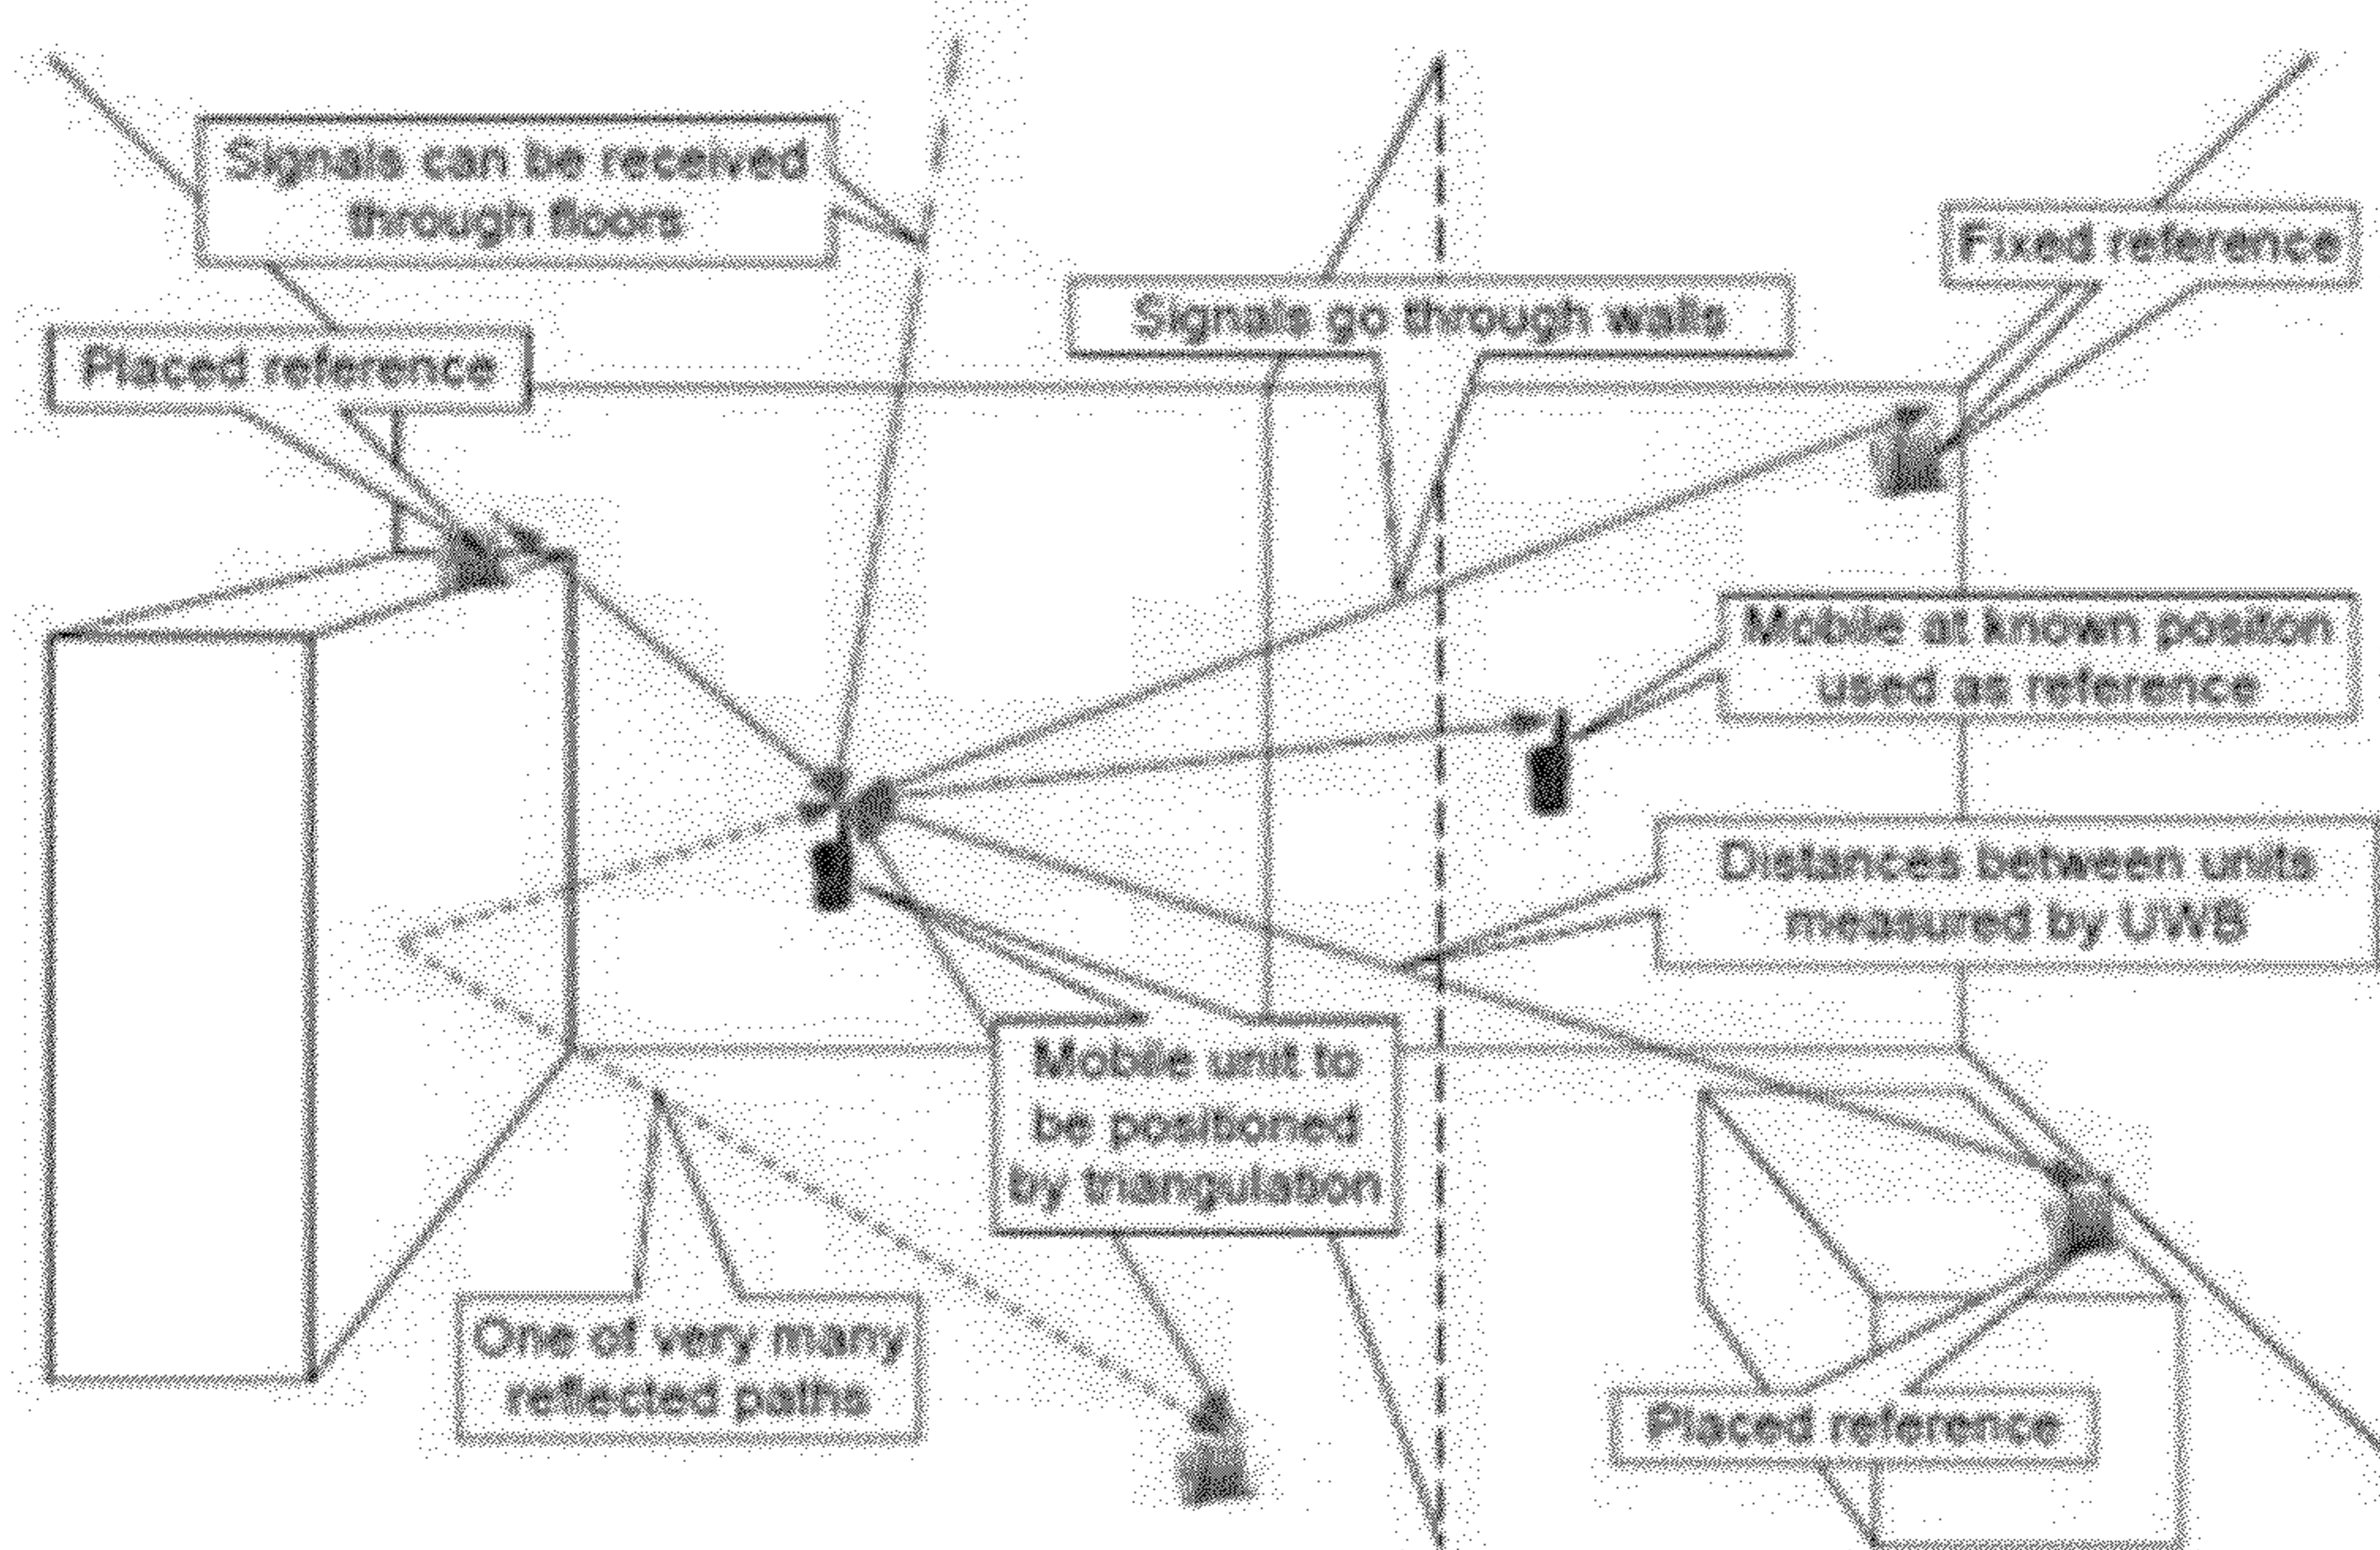 Signals can be received
through floors
Fixed reference
Signals go through walls
Placed reference
Mobile at known positon
used as reference
Distances between units
measured by UWB
Mobile unit to
be positioned
by triangulation
One of very many
reflected paths
Placed reference